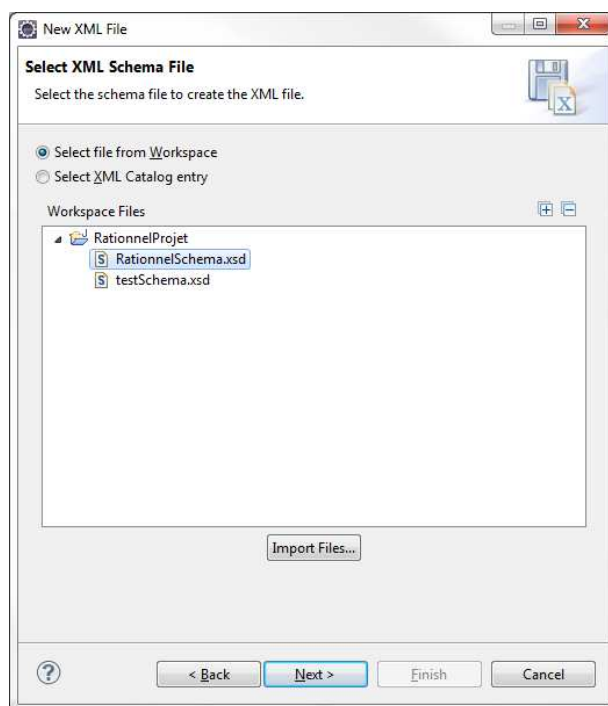 New XML File
Select XML Schema File
Select the schema file to create the XML file.
Select file from Workspace
Select XML Catalog entry
Workspace Files
RationnelProjet
RationnelSchema.xsd
testSchema.xsd
Import Files...
< Back Next > Finish Cancel